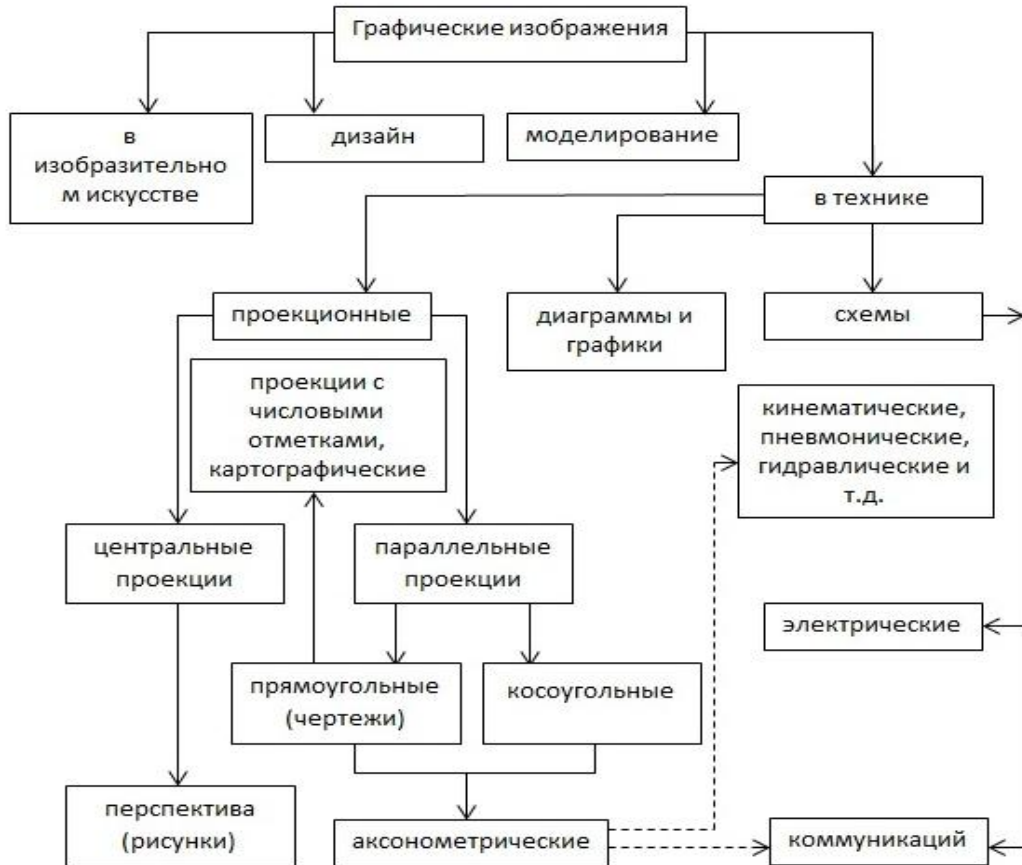 Графические изображения
в
изобразительно
м искусстве
дизайн
моделирование
в технике
проекционные
диаграммы и
графики
схемы
проекции с
числовыми
отметками,
картографические
кинематические,
пневмонические,
гидравлические и
т.д.
центральные
проекции
параллельные
проекции
электрические
прямоугольные
(чертежи)
косоугольные
перспектива
(рисунки)
аксонометрические
коммуникаций